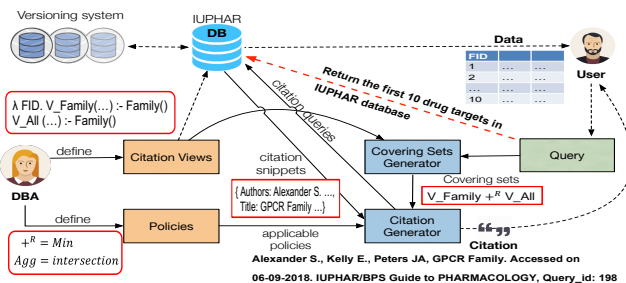 Versioning system
IUPHAR
DB
Data
FID
1 ... ...
2 ... ...
... ... ...
10 ... ...
User
λ FID. V_Family(...) :- Family()
V_All (...) :- Family()
citation queries
Return the first 10 drug targets in
IUPHAR database
define
Citation Views
Covering Sets
Generator
Query
DBA
citation
snippets
Covering sets
{ Authors: Alexander S. ...,
Title: GPCR Family ...}
V_Family +ᴿ V_All
define
Policies
applicable
policies
Citation
Generator
❝❞
Citation
+ᴿ = Min
Agg = intersection
Alexander S., Kelly E., Peters JA, GPCR Family. Accessed on
06-09-2018. IUPHAR/BPS Guide to PHARMACOLOGY, Query_id: 198